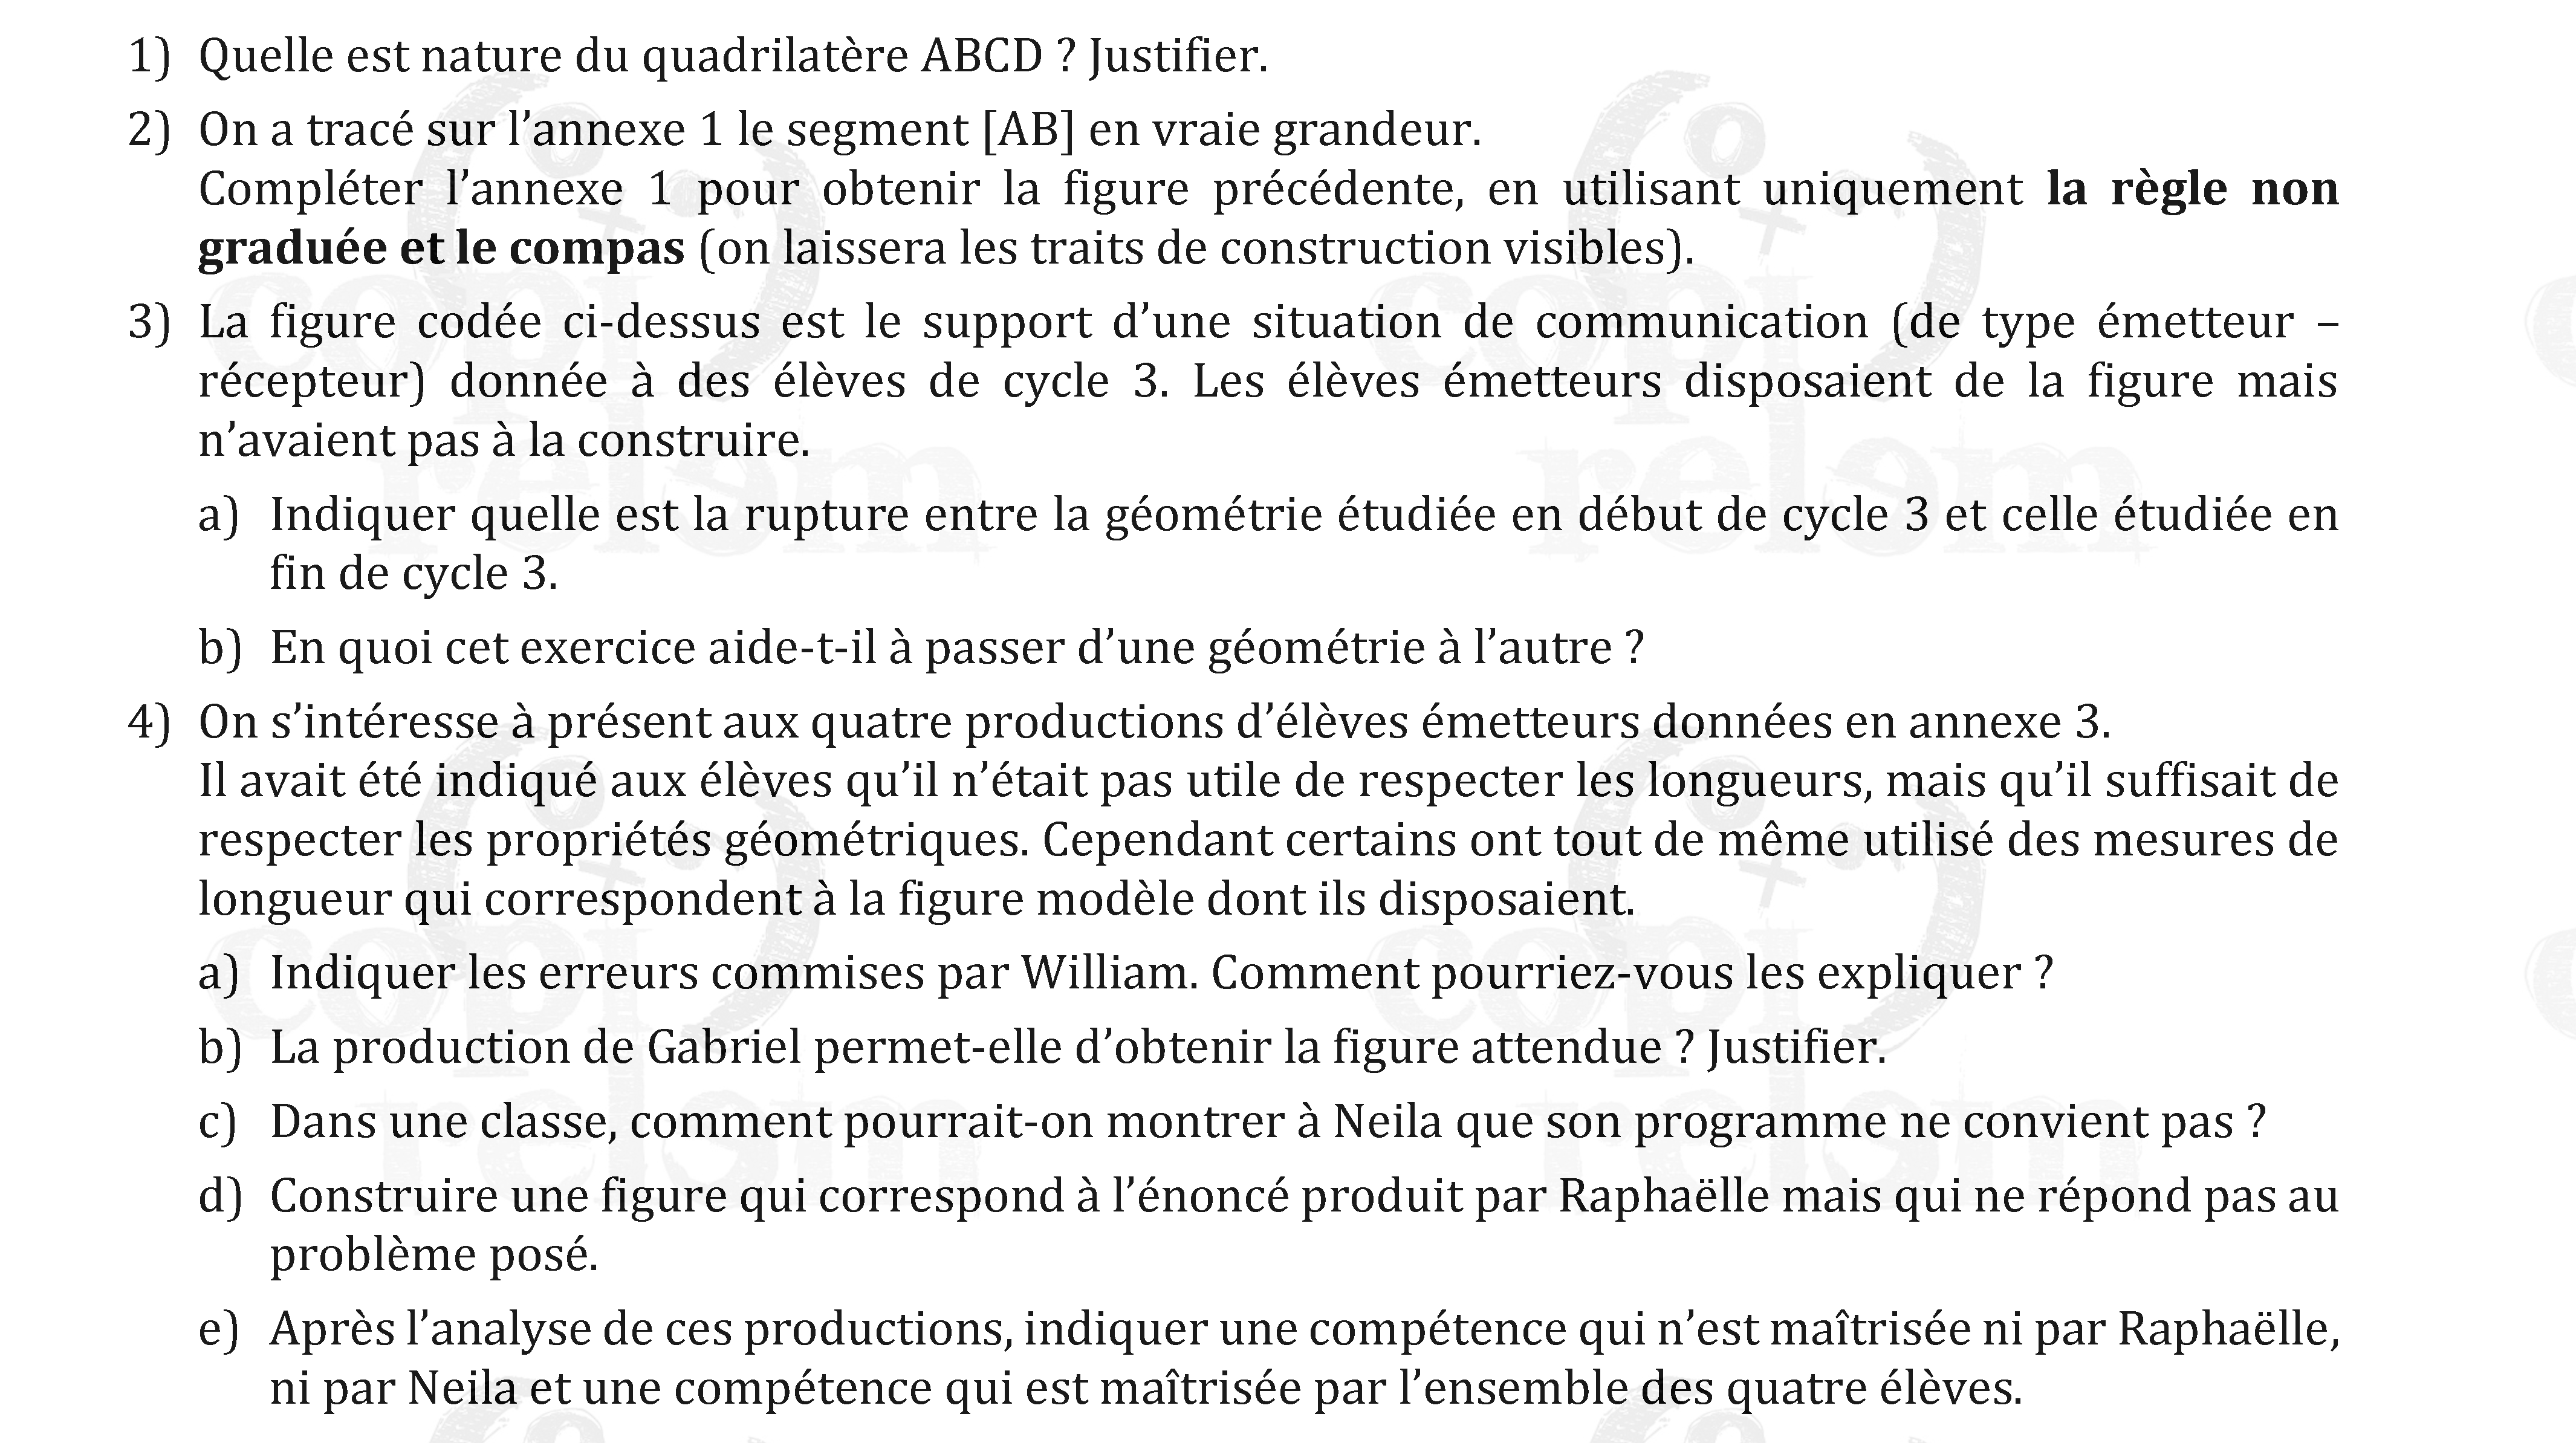 1) Quelle est nature du quadrilatère ABCD ? Justifier.
2) On a tracé sur l’annexe 1 le segment [AB] en vraie grandeur.
Compléter l’annexe 1 pour obtenir la figure précédente, en utilisant uniquement la règle non
graduée et le compas (on laissera les traits de construction visibles).
3) La figure codée ci-dessus est le support d’une situation de communication (de type émetteur –
récepteur) donnée à des élèves de cycle 3. Les élèves émetteurs disposaient de la figure mais
n’avaient pas à la construire.
a) Indiquer quelle est la rupture entre la géométrie étudiée en début de cycle 3 et celle étudiée en
fin de cycle 3.
b) En quoi cet exercice aide-t-il à passer d’une géométrie à l’autre ?
4) On s’intéresse à présent aux quatre productions d’élèves émetteurs données en annexe 3.
Il avait été indiqué aux élèves qu’il n’était pas utile de respecter les longueurs, mais qu’il suffisait de
respecter les propriétés géométriques. Cependant certains ont tout de même utilisé des mesures de
longueur qui correspondent à la figure modèle dont ils disposaient.
a) Indiquer les erreurs commises par William. Comment pourriez-vous les expliquer ?
b) La production de Gabriel permet-elle d’obtenir la figure attendue ? Justifier.
c) Dans une classe, comment pourrait-on montrer à Neila que son programme ne convient pas ?
d) Construire une figure qui correspond à l’énoncé produit par Raphaëlle mais qui ne répond pas au
problème posé.
e) Après l’analyse de ces productions, indiquer une compétence qui n’est maîtrisée ni par Raphaëlle,
ni par Neila et une compétence qui est maîtrisée par l’ensemble des quatre élèves.
copi
relem
copi
relem
copi
relem
copi
relem